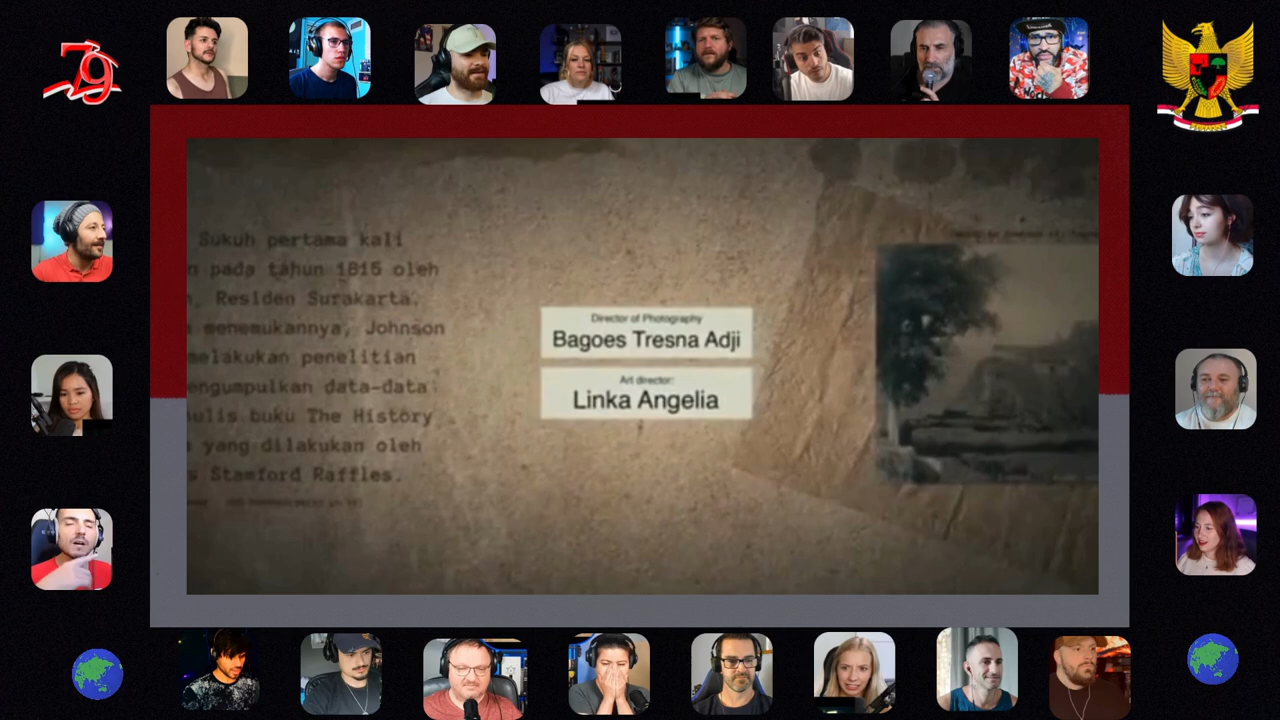 79
Sukuh pertama kali
pada tahun 1815 oleh
Residen Surakarta.
menemukannya, Johnson
melakukan penelitian
engumpulkan data-data
ulis buku The History
yang dilakukan oleh
s Stamford Raffles.
Director of Photography
Bagoes Tresna Adji
Art director:
Linka Angelia